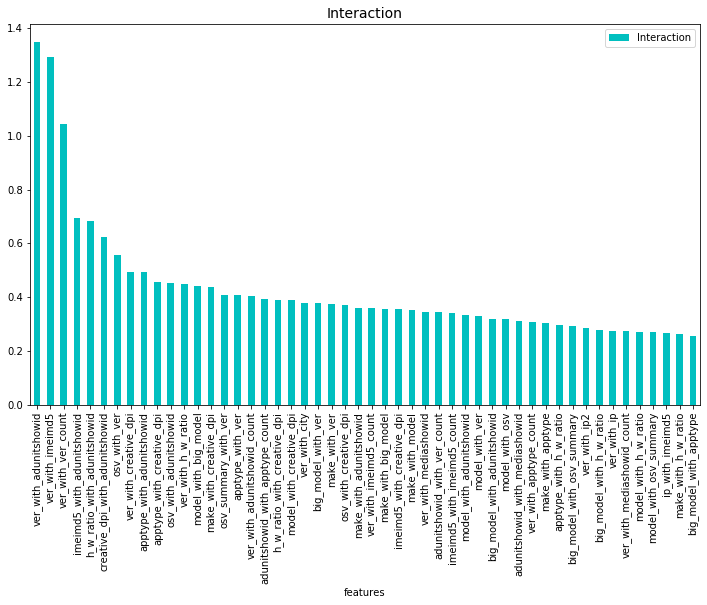 Interaction
Interaction
1.4
1.2
1.0
0.8
0.6
0.4
0.2
0.0
ver_with_adunitshowid
ver_with_imeimd5
ver_with_ver_count
imeimd5_with_adunitshowid
h_w_ratio_with_adunitshowid
creative_dpi_with_adunitshowid
osv_with_ver
ver_with_creative_dpi
apptype_with_adunitshowid
apptype_with_creative_dpi
osv_with_adunitshowid
ver_with_h_w_ratio
model_with_big_model
make_with_creative_dpi
osv_summary_with_ver
apptype_with_ver
ver_with_adunitshowid_count
adunitshowid_with_apptype_count
h_w_ratio_with_creative_dpi
model_with_creative_dpi
ver_with_city
big_model_with_ver
make_with_ver
osv_with_creative_dpi
make_with_adunitshowid
ver_with_imeimd5_count
make_with_big_model
imeimd5_with_creative_dpi
make_with_model
ver_with_mediashowid
adunitshowid_with_ver_count
imeimd5_with_imeimd5_count
model_with_adunitshowid
model_with_ver
big_model_with_adunitshowid
model_with_osv
adunitshowid_with_mediashowid
ver_with_apptype_count
make_with_apptype
apptype_with_h_w_ratio
big_model_with_osv_summary
ver_with_ip2
big_model_with_h_w_ratio
ver_with_ip
ver_with_mediashowid_count
model_with_h_w_ratio
model_with_osv_summary
ip_with_imeimd5
make_with_h_w_ratio
big_model_with_apptype
features